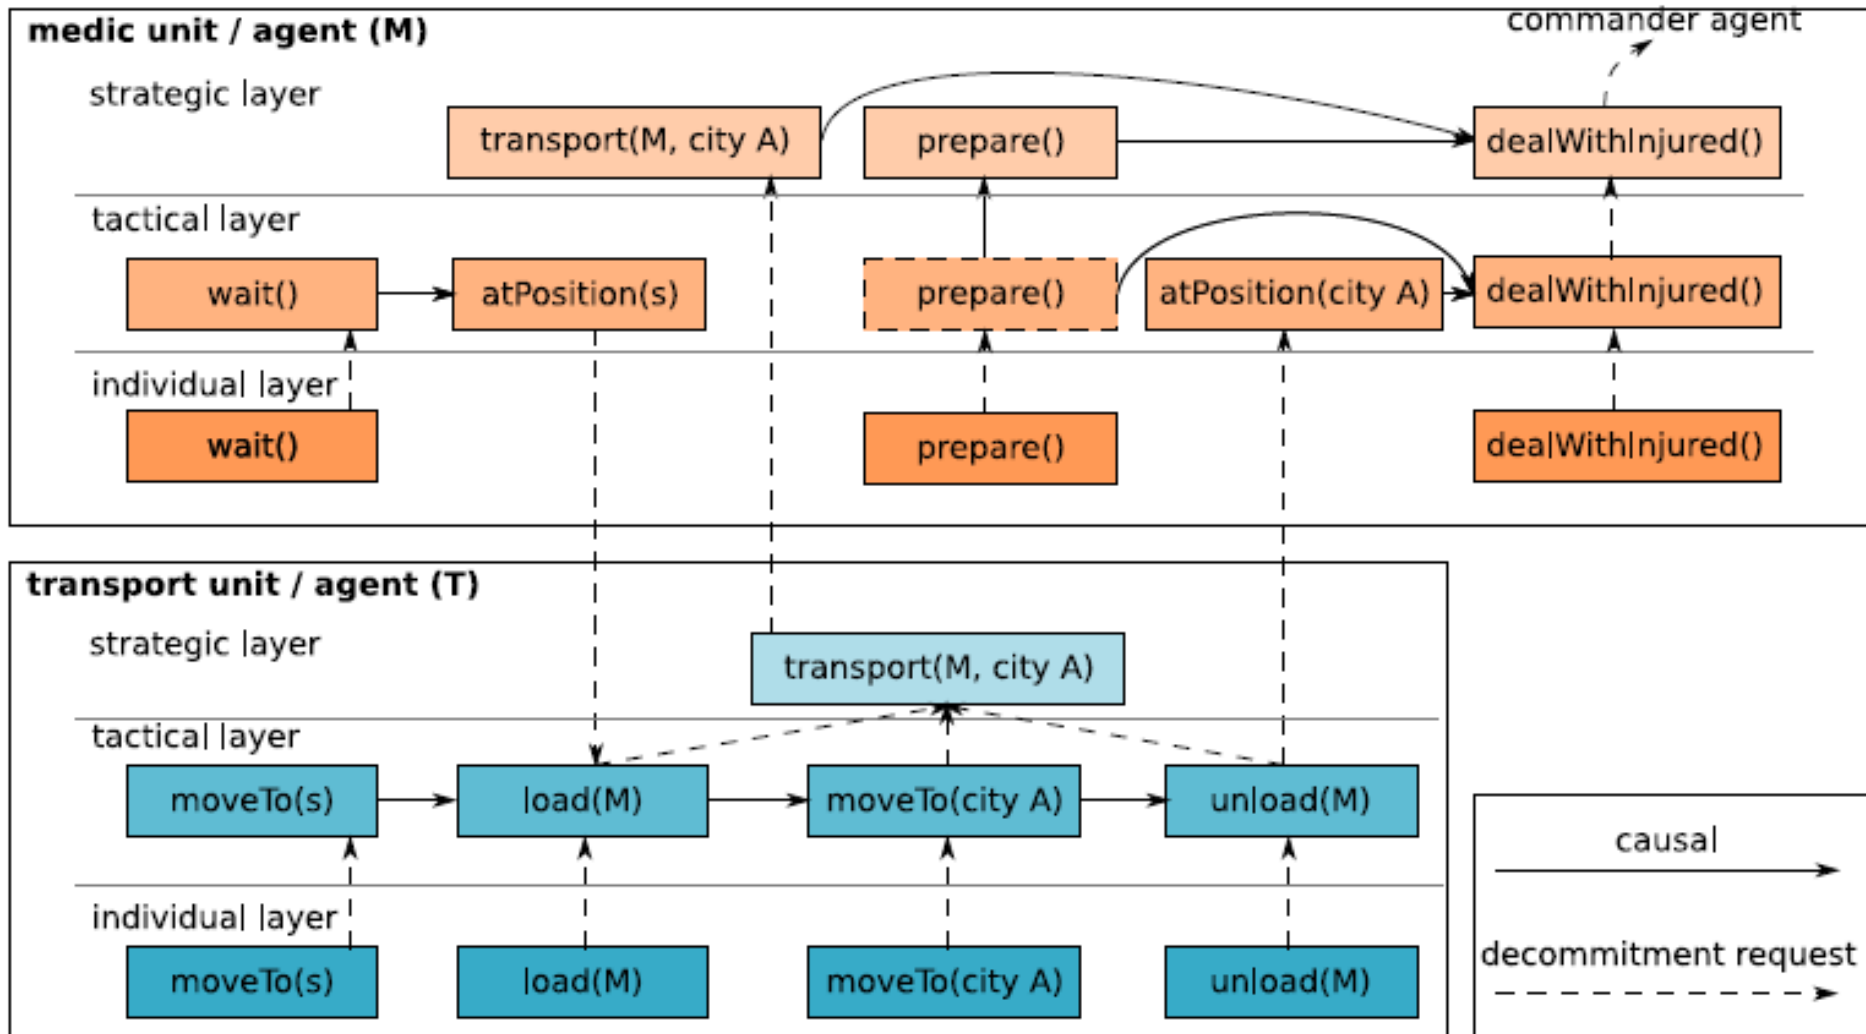 medic unit / agent (M)
commander agent
strategic layer
transport(M, city A)
prepare()
dealWithInjured()
tactical layer
wait()
atPosition(s)
prepare()
atPosition(city A)
dealWithInjured()
individual layer
wait()
prepare()
dealWithInjured()
transport unit / agent (T)
strategic layer
transport(M, city A)
tactical layer
moveTo(s)
load(M)
moveTo(city A)
unload(M)
individual layer
moveTo(s)
load(M)
moveTo(city A)
unload(M)
causal
decommitment request